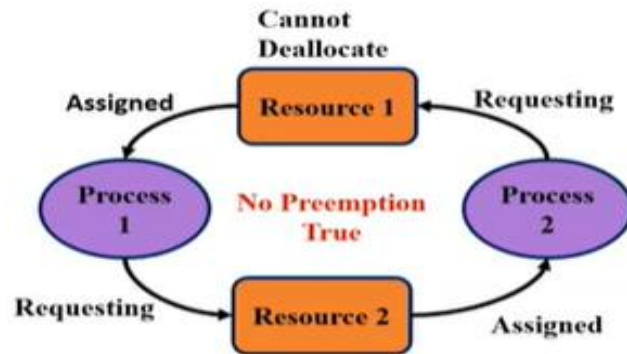 Cannot
Deallocate
Assigned
Resource 1
Requesting
Process
1
No Preemption
True
Process
2
Requesting
Resource 2
Assigned